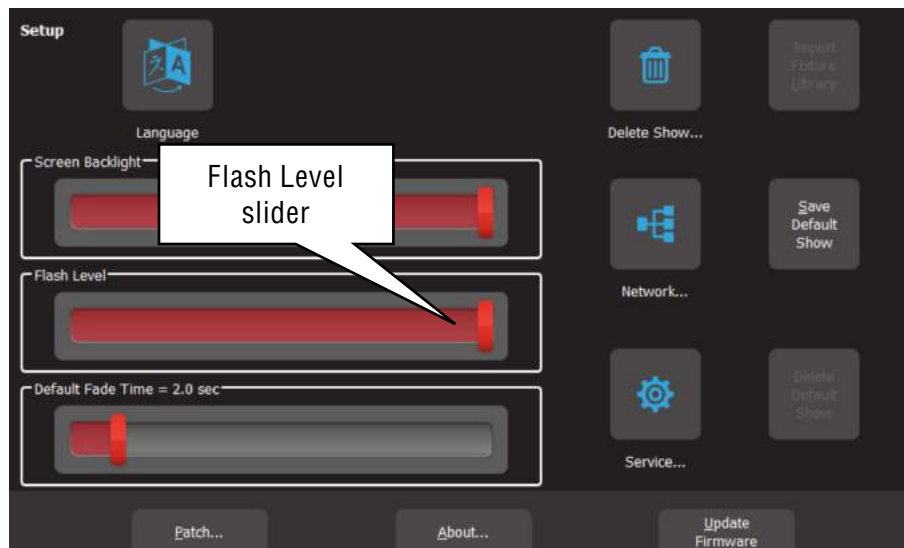 Setup
Language
Delete Show...
Import
Fixture
Library
Screen Backlight
Flash Level
slider
Save
Default
Show
Flash Level
Network...
Default Fade Time = 2.0 sec
Delete
Default
Show
Service...
Patch...
About...
Update
Firmware